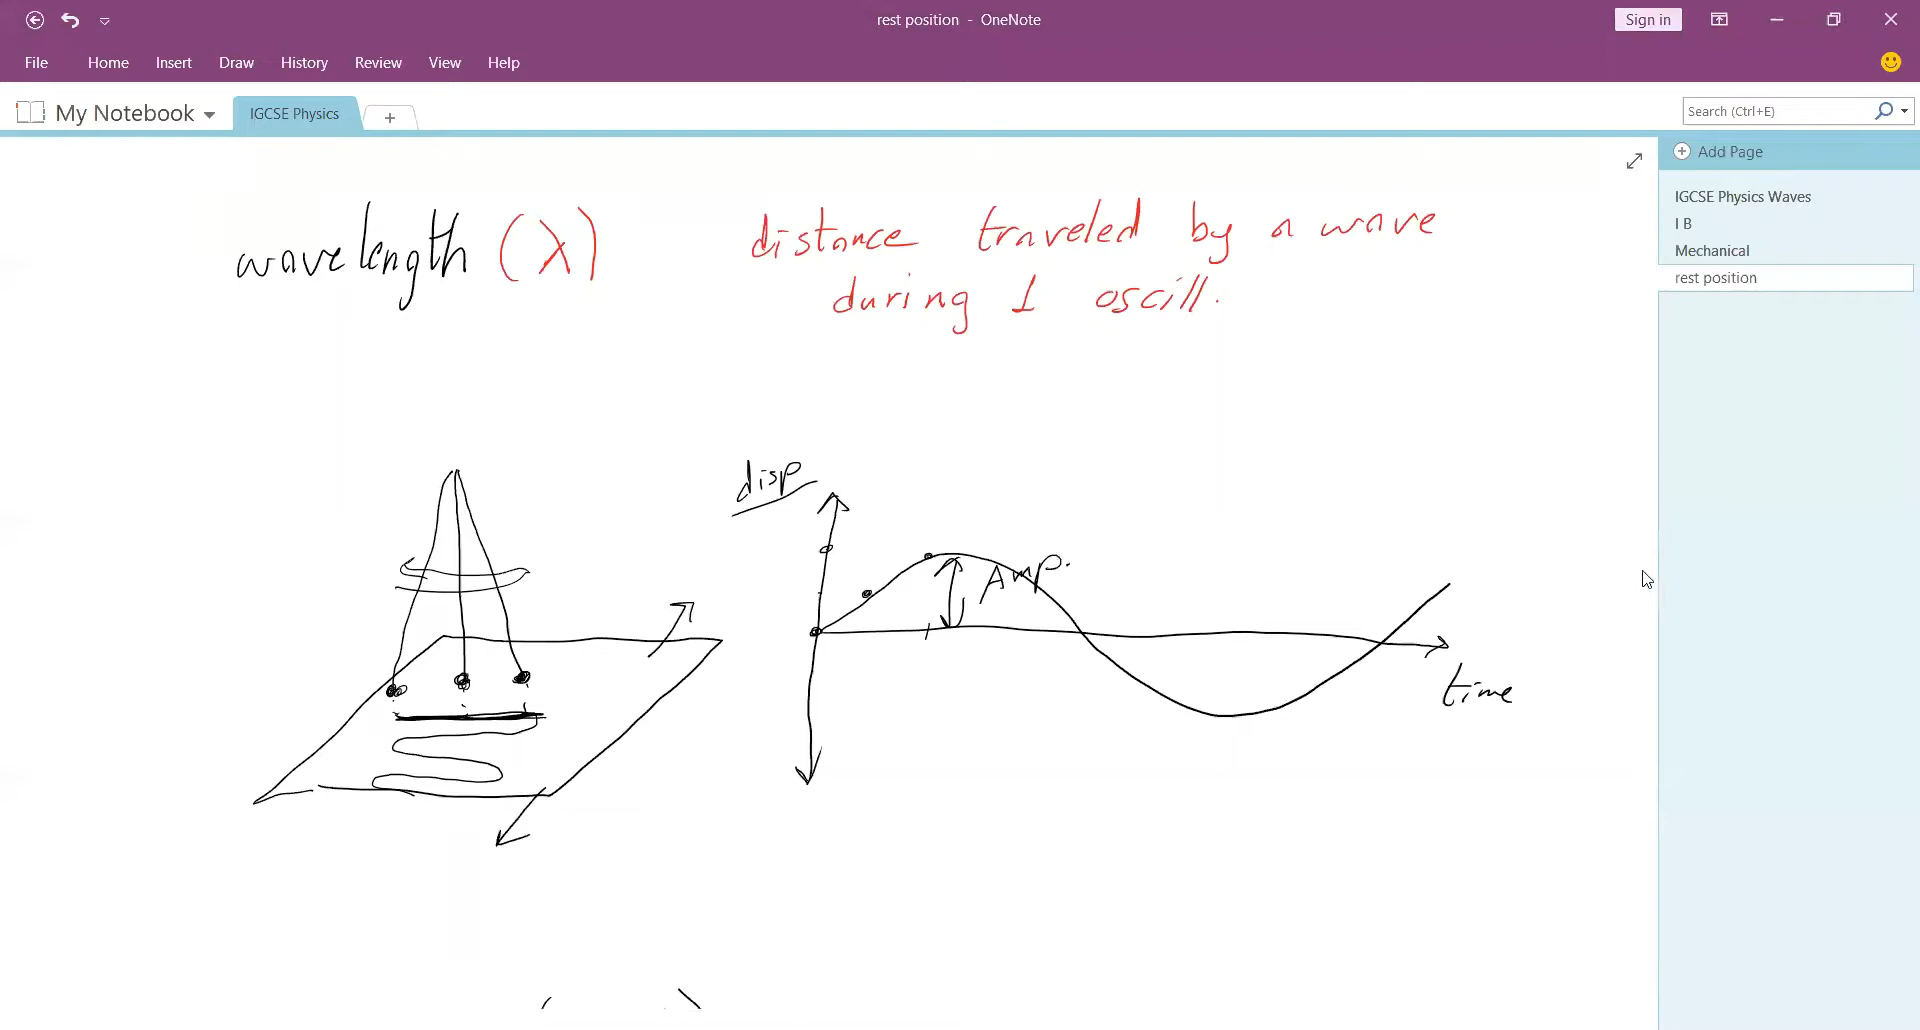 rest position - OneNote
Sign in
File Home Insert Draw History Review View Help
My Notebook
IGCSE Physics
+
Search (Ctrl+E)
Add Page
IGCSE Physics Waves
I B
Mechanical
rest position
wavelength (λ)
distance traveled by a wave
during 1 oscill.
disp
Amp.
time